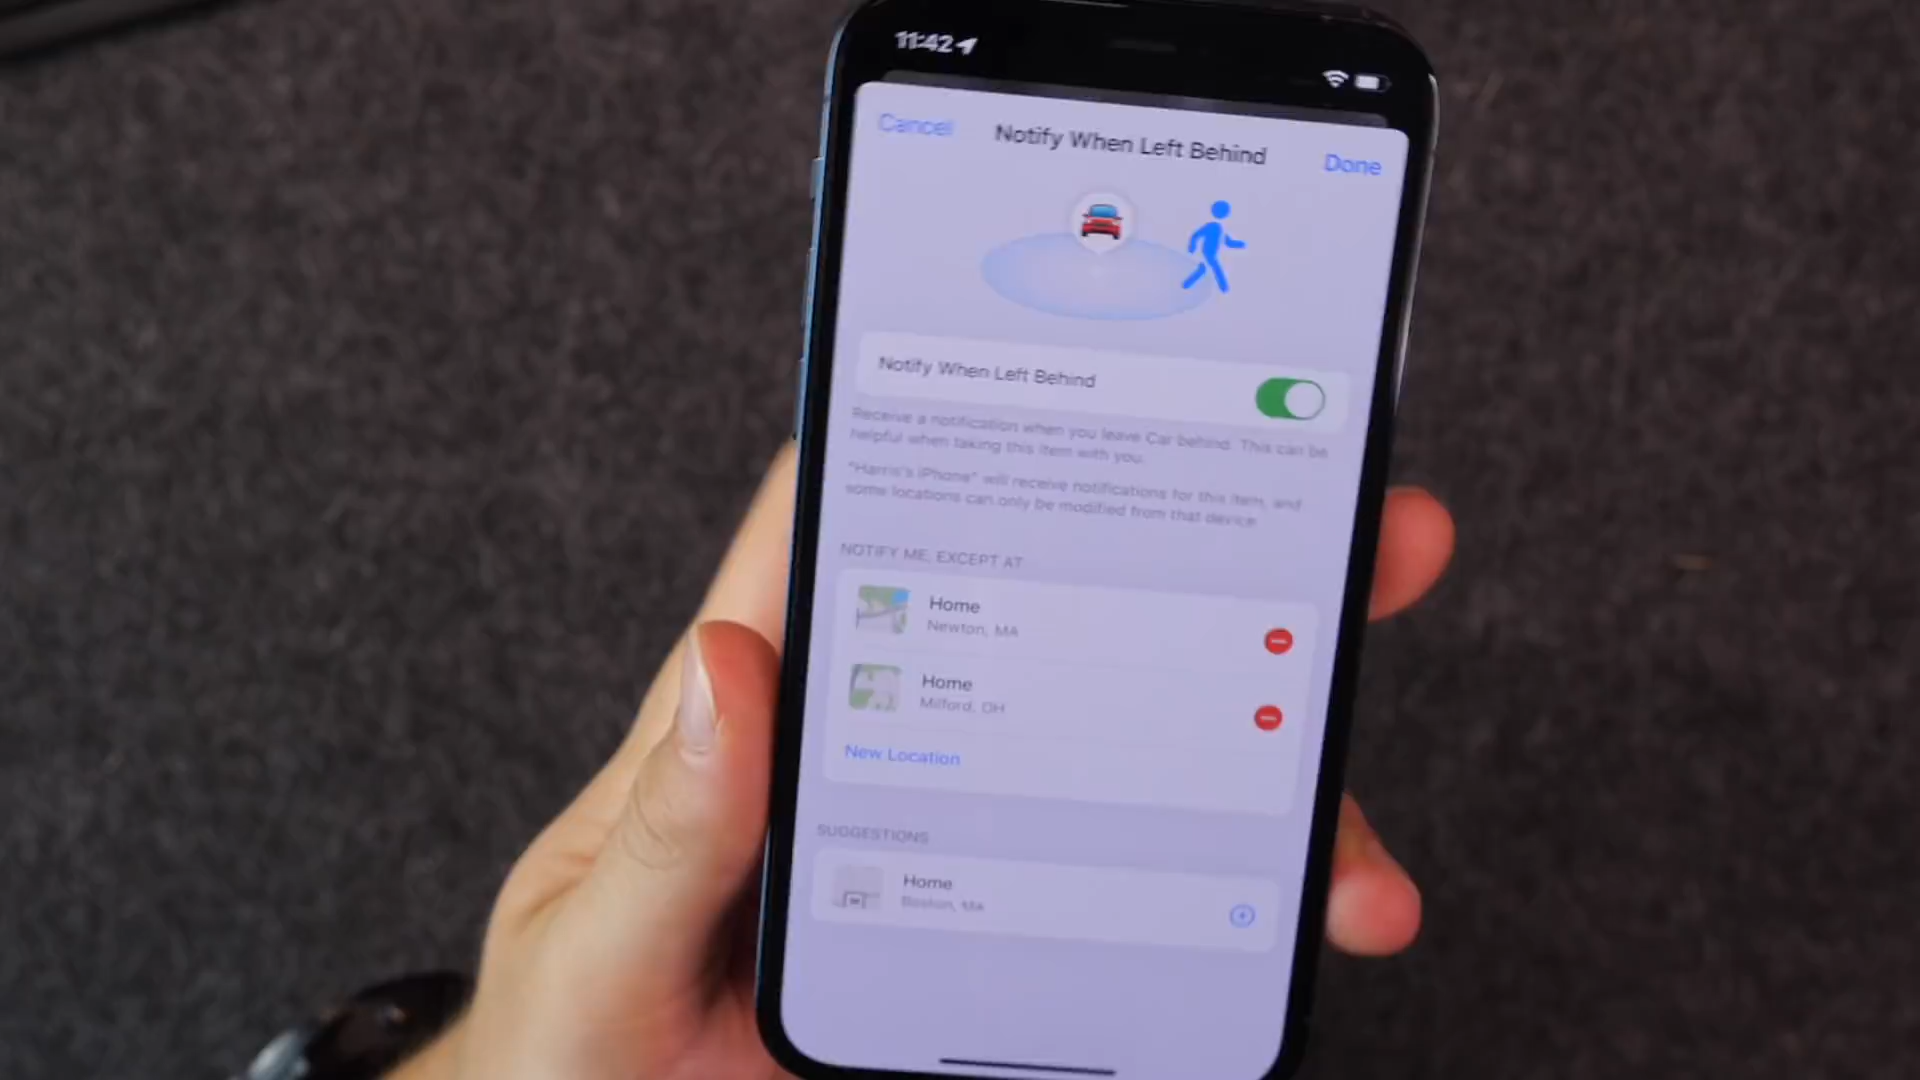 11:42
Cancel
Notify When Left Behind
Done
Notify When Left Behind
Receive a notification when you leave Car behind. This can be
helpful when taking this item with you.
"Harris's iPhone" will receive notifications for this item, and
some locations can only be modified from that device
NOTIFY ME, EXCEPT AT
Home
Newton, MA
Home
Milford, OH
New Location
SUGGESTIONS
Home
Boston, MA